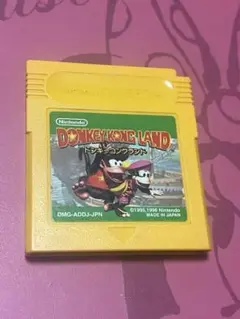 Nintendo
DONKEY KONG LAND
ドンキーコングランド
DMG-ADDJ-JPN
©1995,1996 Nintendo
MADE IN JAPAN